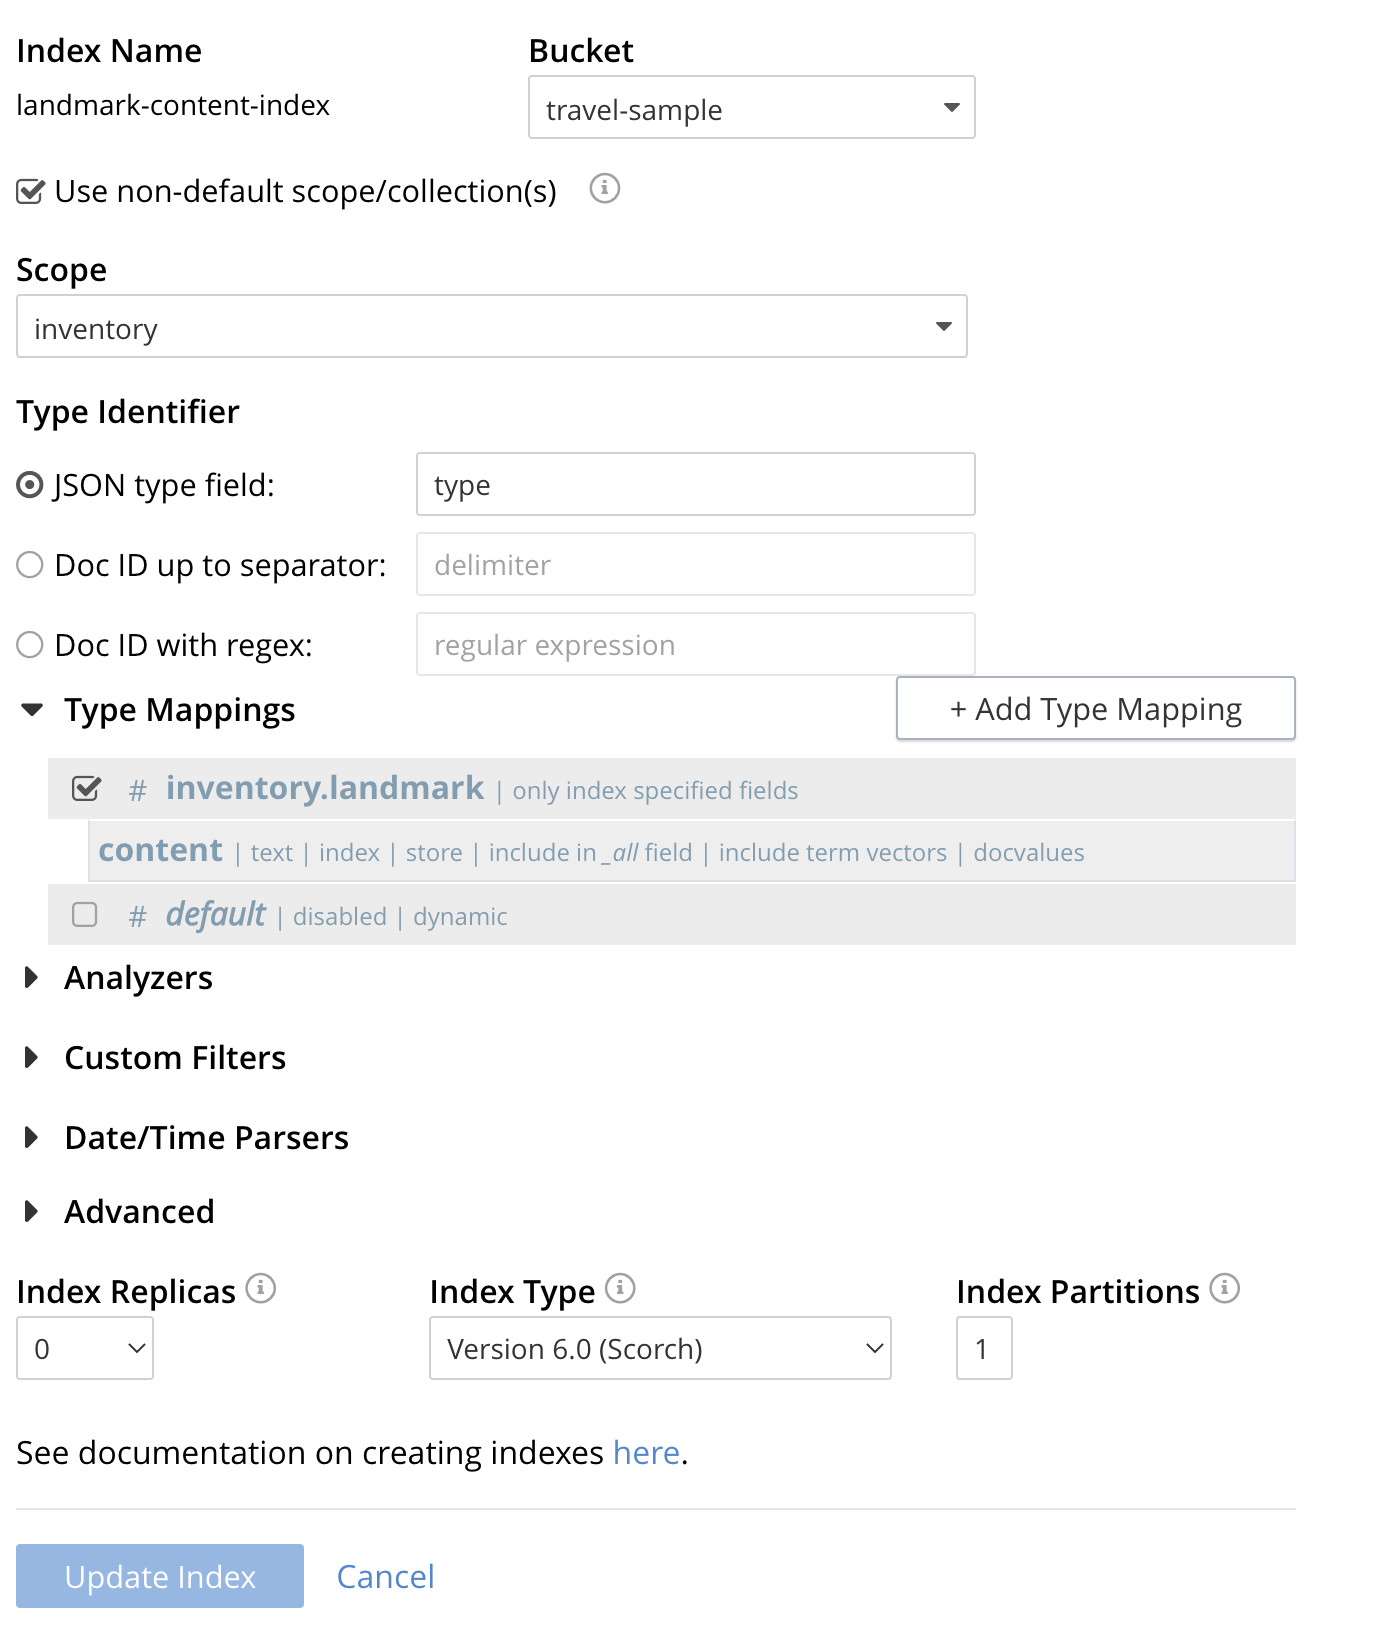 Index Name
Bucket
landmark-content-index
travel-sample
Use non-default scope/collection(s)
Scope
inventory
Type Identifier
JSON type field:
type
Doc ID up to separator:
delimiter
Doc ID with regex:
regular expression
Type Mappings
+ Add Type Mapping
# inventory.landmark | only index specified fields
content | text | index | store | include in _all field | include term vectors | docvalues
# default | disabled | dynamic
Analyzers
Custom Filters
Date/Time Parsers
Advanced
Index Replicas
Index Type
Index Partitions
0
Version 6.0 (Scorch)
1
See documentation on creating indexes here.
Update Index
Cancel